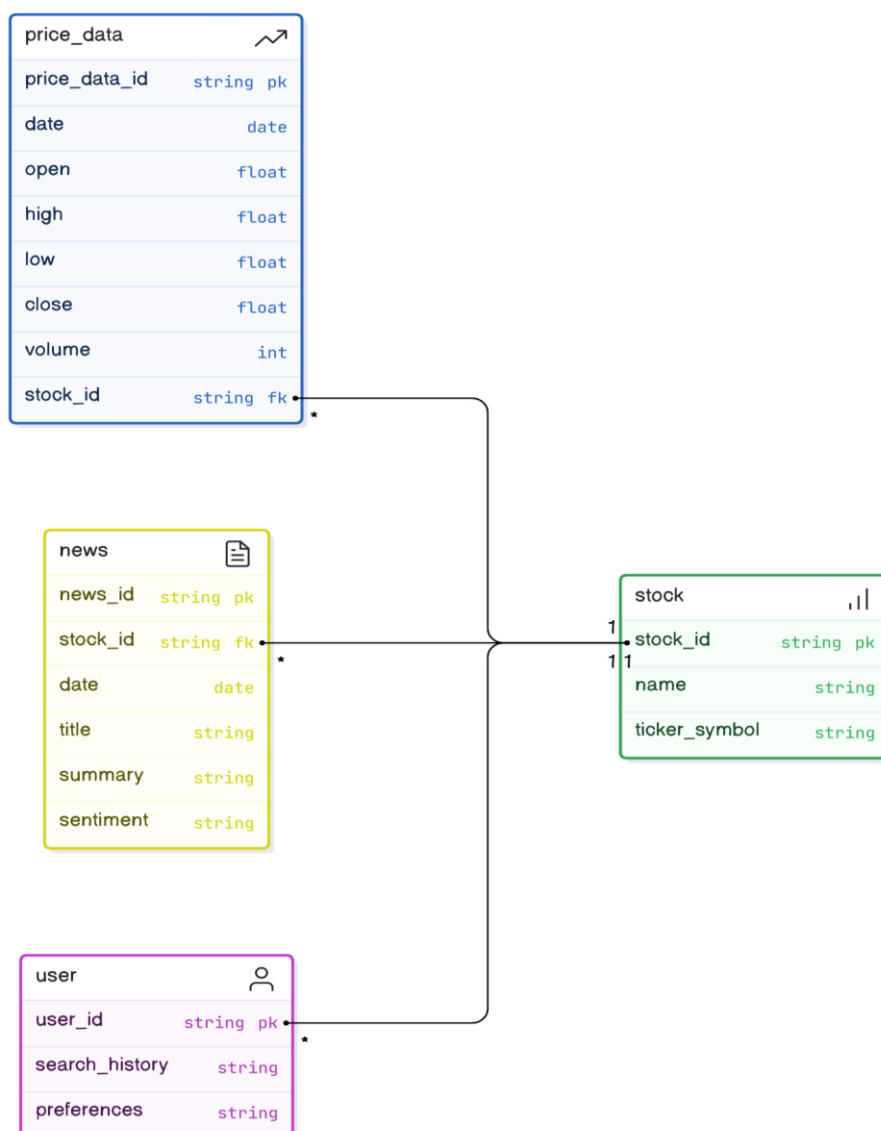 price_data
price_data_id string pk
date date
open float
high float
low float
close float
volume int
stock_id string fk
*
news
news_id string pk
stock_id string fk
*
date date
title string
summary string
sentiment string
stock
1
stock_id string pk
1 1
name string
ticker_symbol string
user
user_id string pk
*
search_history string
preferences string